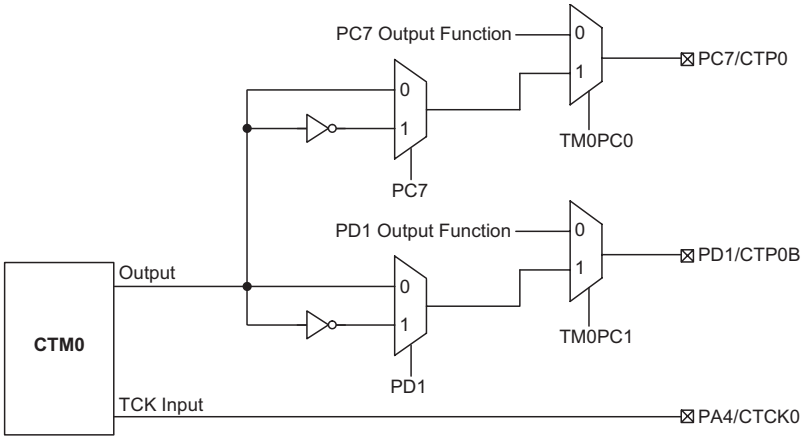 PC7 Output Function
0
1
PC7/CTP0
TM0PC0
0
1
PC7
PD1 Output Function
0
1
PD1/CTP0B
TM0PC1
Output
0
1
PD1
CTM0
TCK Input
PA4/CTCK0